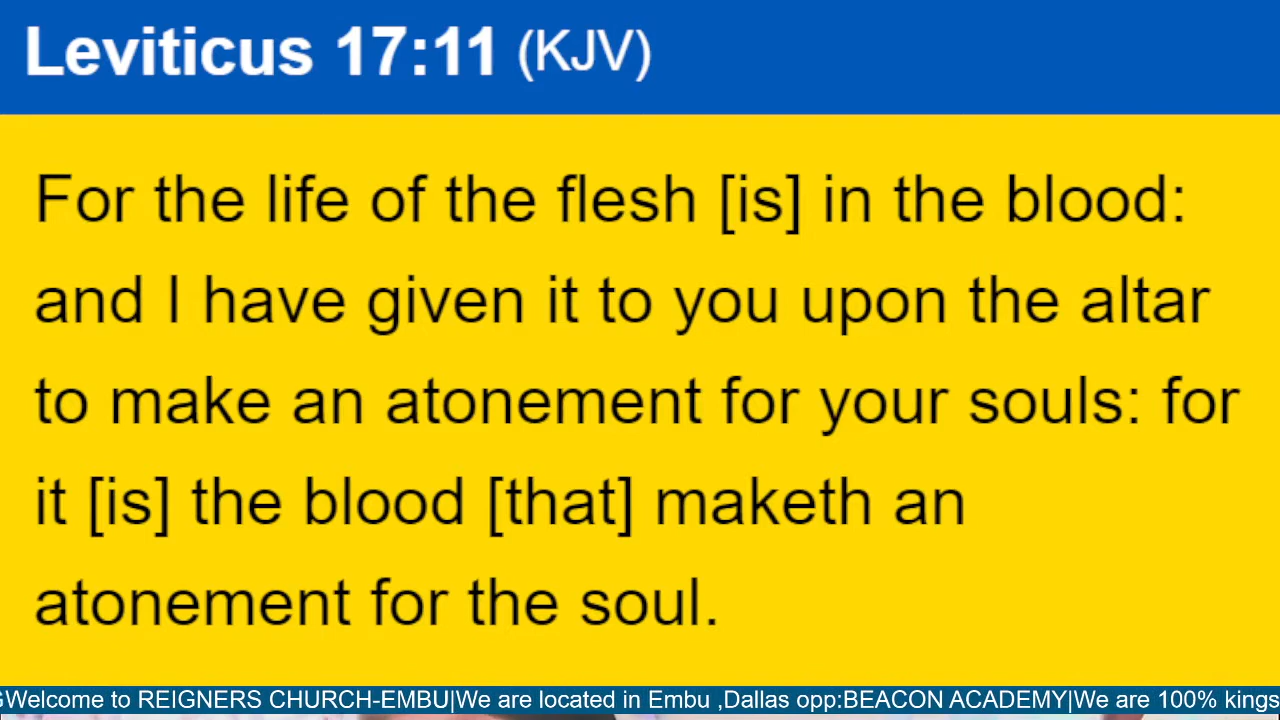 Leviticus 17:11 (KJV)
For the life of the flesh [is] in the blood:
and I have given it to you upon the altar
to make an atonement for your souls: for
it [is] the blood [that] maketh an
atonement for the soul.
Welcome to REIGNERS CHURCH-EMBU|We are located in Embu ,Dallas opp:BEACON ACADEMY|We are 100% kings